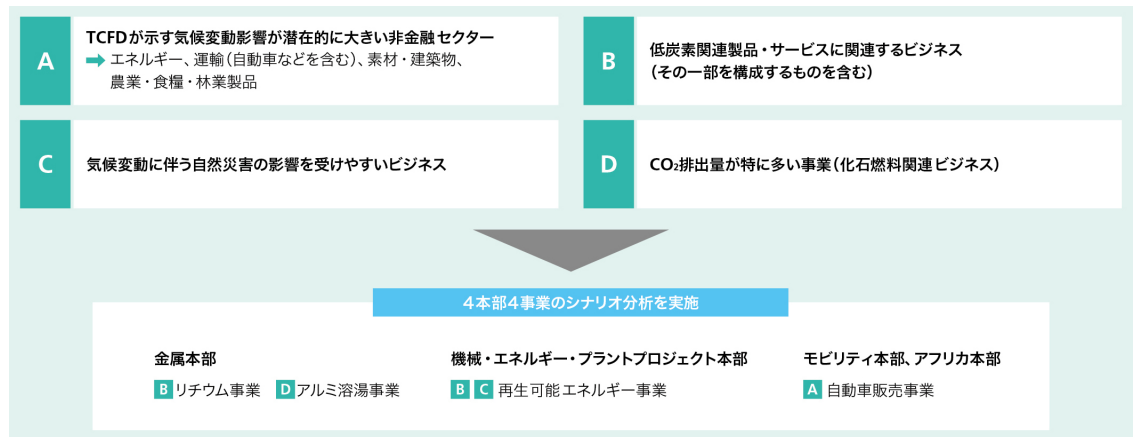 A
TCFDが示す気候変動影響が潜在的に大きい非金融セクター
➡ エネルギー、運輸（自動車などを含む）、素材・建築物、
農業・食糧・林業製品
B
低炭素関連製品・サービスに関連するビジネス
（その一部を構成するものを含む）
C
気候変動に伴う自然災害の影響を受けやすいビジネス
D
CO₂排出量が特に多い事業（化石燃料関連ビジネス）
4本部4事業のシナリオ分析を実施
金属本部
B リチウム事業 D アルミ溶湯事業
機械・エネルギー・プラントプロジェクト本部
B C 再生可能エネルギー事業
モビリティ本部、アフリカ本部
A 自動車販売事業